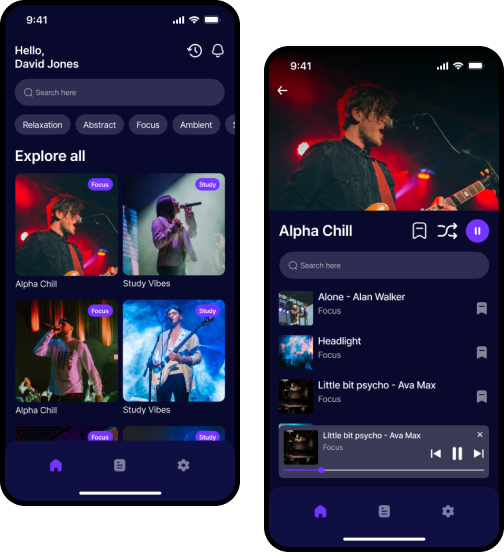 9:41
Hello,
David Jones
Search here
Relaxation
Abstract
Focus
Ambient
Explore all
Focus
Study
Alpha Chill
Study Vibes
Focus
Study
Alpha Chill
Study Vibes
Focus
Study
9:41
Alpha Chill
Search here
Alone - Alan Walker
Focus
Headlight
Focus
Little bit psycho - Ava Max
Focus
Little bit psycho - Ava Max
Focus